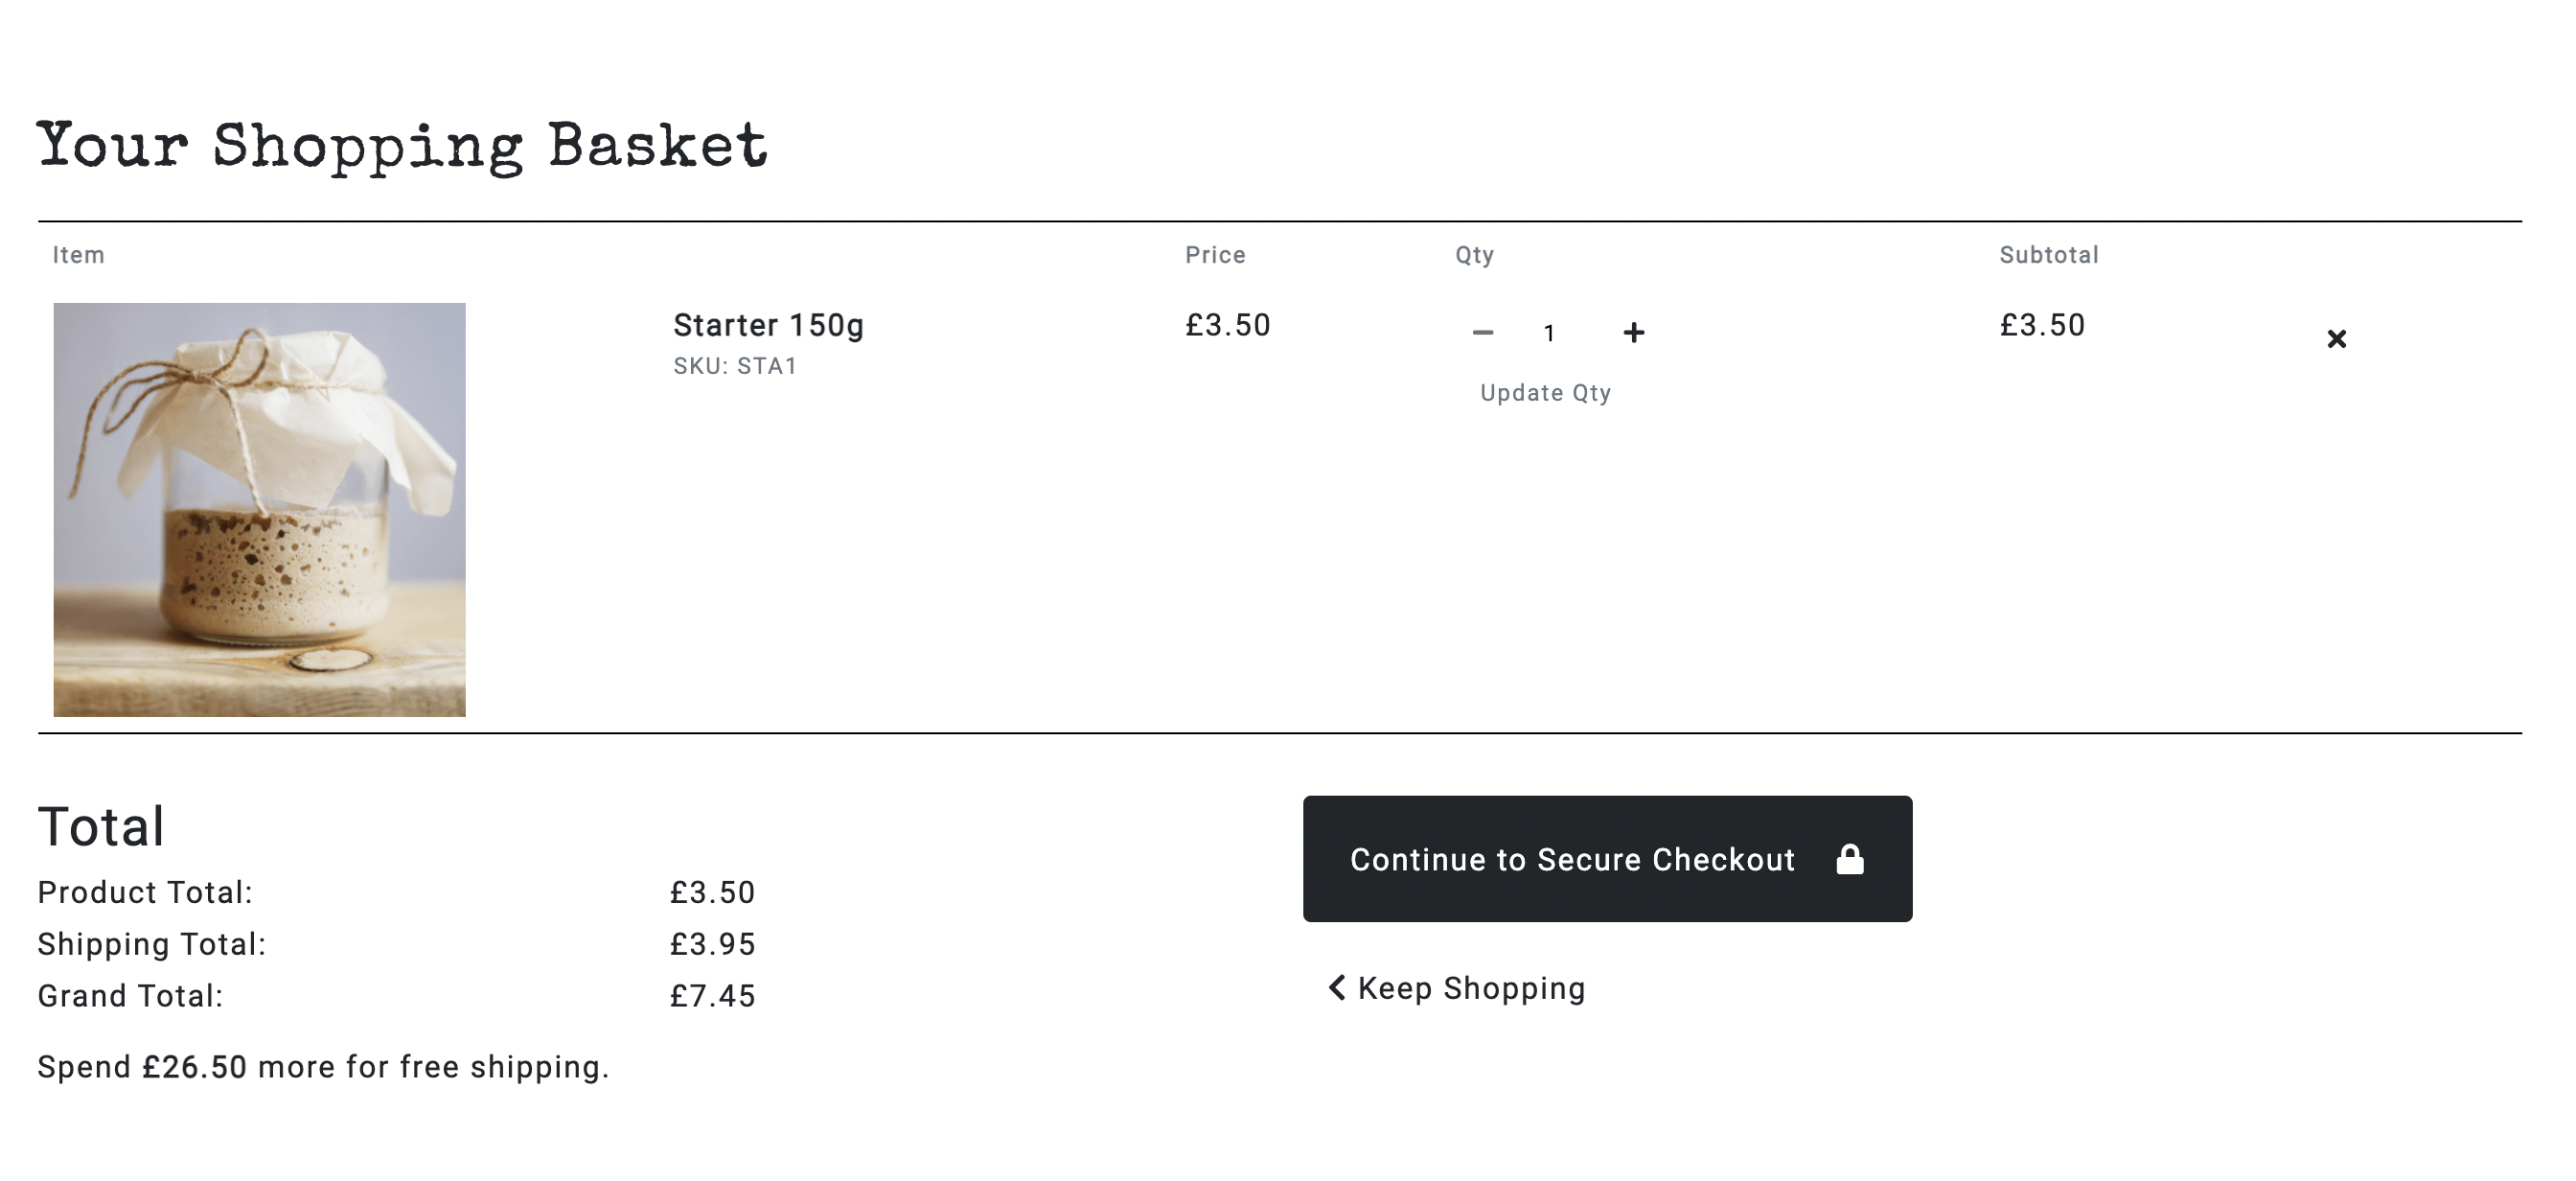 Your Shopping Basket
Item Price Qty Subtotal
Starter 150g £3.50 1 £3.50
SKU: STA1
Update Qty
Total
Product Total: £3.50
Shipping Total: £3.95
Grand Total: £7.45
Spend £26.50 more for free shipping.
Continue to Secure Checkout
Keep Shopping